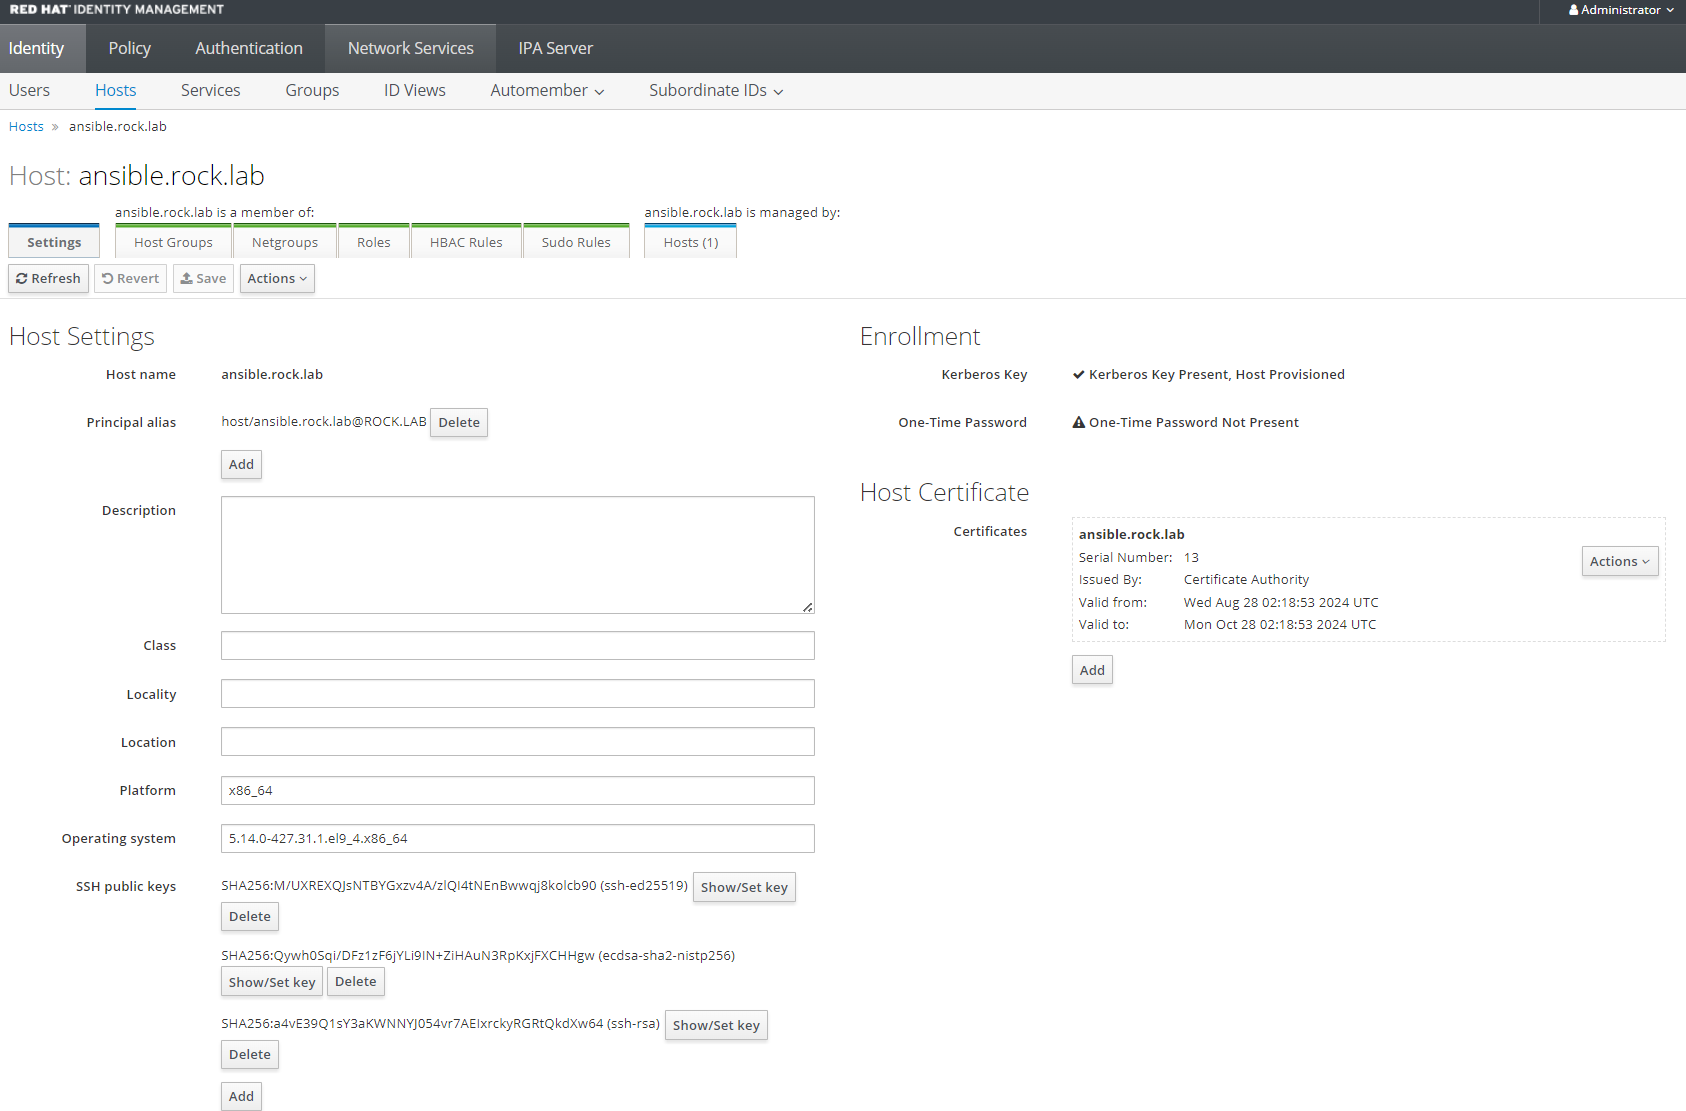 RED HAT IDENTITY MANAGEMENT
Administrator
Identity Policy Authentication Network Services IPA Server
Users Hosts Services Groups ID Views Automember Subordinate IDs
Hosts » ansible.rock.lab
Host: ansible.rock.lab
ansible.rock.lab is a member of: ansible.rock.lab is managed by:
Settings Host Groups Netgroups Roles HBAC Rules Sudo Rules Hosts (1)
Refresh Revert Save Actions
Host Settings
Host name ansible.rock.lab
Principal alias host/ansible.rock.lab@ROCK.LAB Delete
Add
Description
Class
Locality
Location
Platform x86_64
Operating system 5.14.0-427.31.1.el9_4.x86_64
SSH public keys SHA256:M/UXREXQJsNTBYGxzv4A/zlQI4tNEnBwwqj8kolcb90 (ssh-ed25519) Show/Set key
Delete
SHA256:Qywh0Sqi/DFz1zF6jYLi9IN+ZiHAuN3RpKxjFXCHHgw (ecdsa-sha2-nistp256)
Show/Set key Delete
SHA256:a4vE39Q1sY3aKWNNYJ054vr7AEIxrckyRGRtQkdXw64 (ssh-rsa) Show/Set key
Delete
Add
Enrollment
Kerberos Key Kerberos Key Present, Host Provisioned
One-Time Password One-Time Password Not Present
Host Certificate
Certificates ansible.rock.lab
Serial Number: 13
Actions
Issued By: Certificate Authority
Valid from: Wed Aug 28 02:18:53 2024 UTC
Valid to: Mon Oct 28 02:18:53 2024 UTC
Add